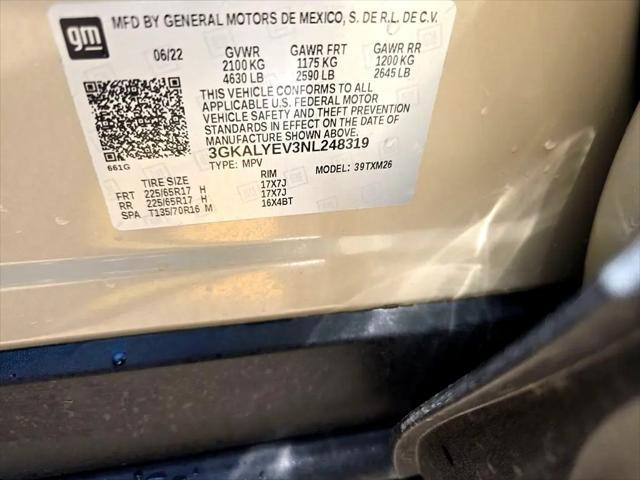 gm
MFD BY GENERAL MOTORS DE MEXICO, S. DE R.L. DE C.V.
06/22 GVWR GAWR FRT GAWR RR
2100 KG 1175 KG 1200 KG
4630 LB 2590 LB 2645 LB
THIS VEHICLE CONFORMS TO ALL
APPLICABLE U.S. FEDERAL MOTOR
VEHICLE SAFETY AND THEFT PREVENTION
STANDARDS IN EFFECT ON THE DATE OF
MANUFACTURE SHOWN ABOVE.
3GKALYEV3NL248319
661G TYPE: MPV MODEL: 39TXM26
TIRE SIZE RIM
FRT 225/65R17 H 17X7J
RR 225/65R17 H 17X7J
SPA T135/70R16 M 16X4BT